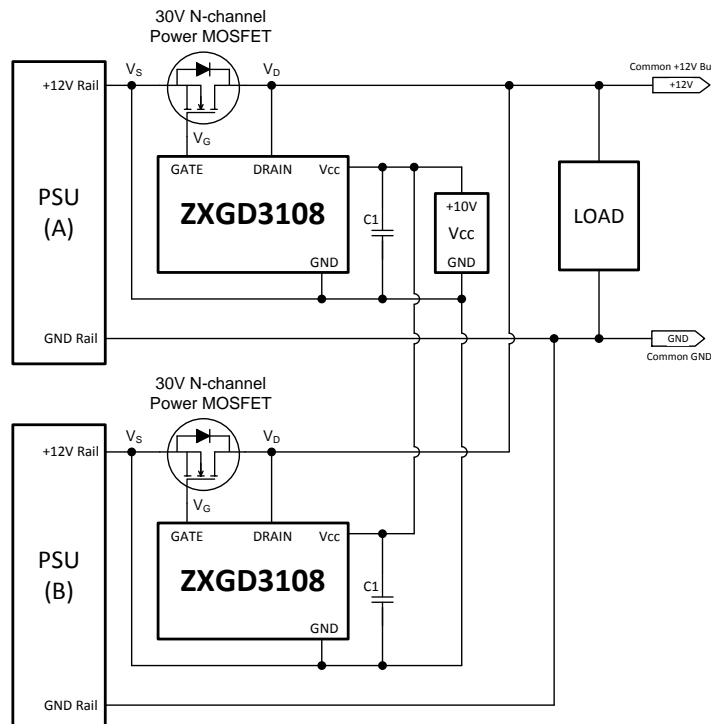 30V N-channel
Power MOSFET
VS
VD
Common +12V Bu
+12V Rail
+12V
VG
GATE
DRAIN
Vcc
ZXGD3108
PSU
(A)
C1
+10V
Vcc
GND
LOAD
GND
GND Rail
GND
Common GND
30V N-channel
Power MOSFET
VS
VD
+12V Rail
VG
GATE
DRAIN
Vcc
ZXGD3108
PSU
(B)
C1
GND
GND Rail